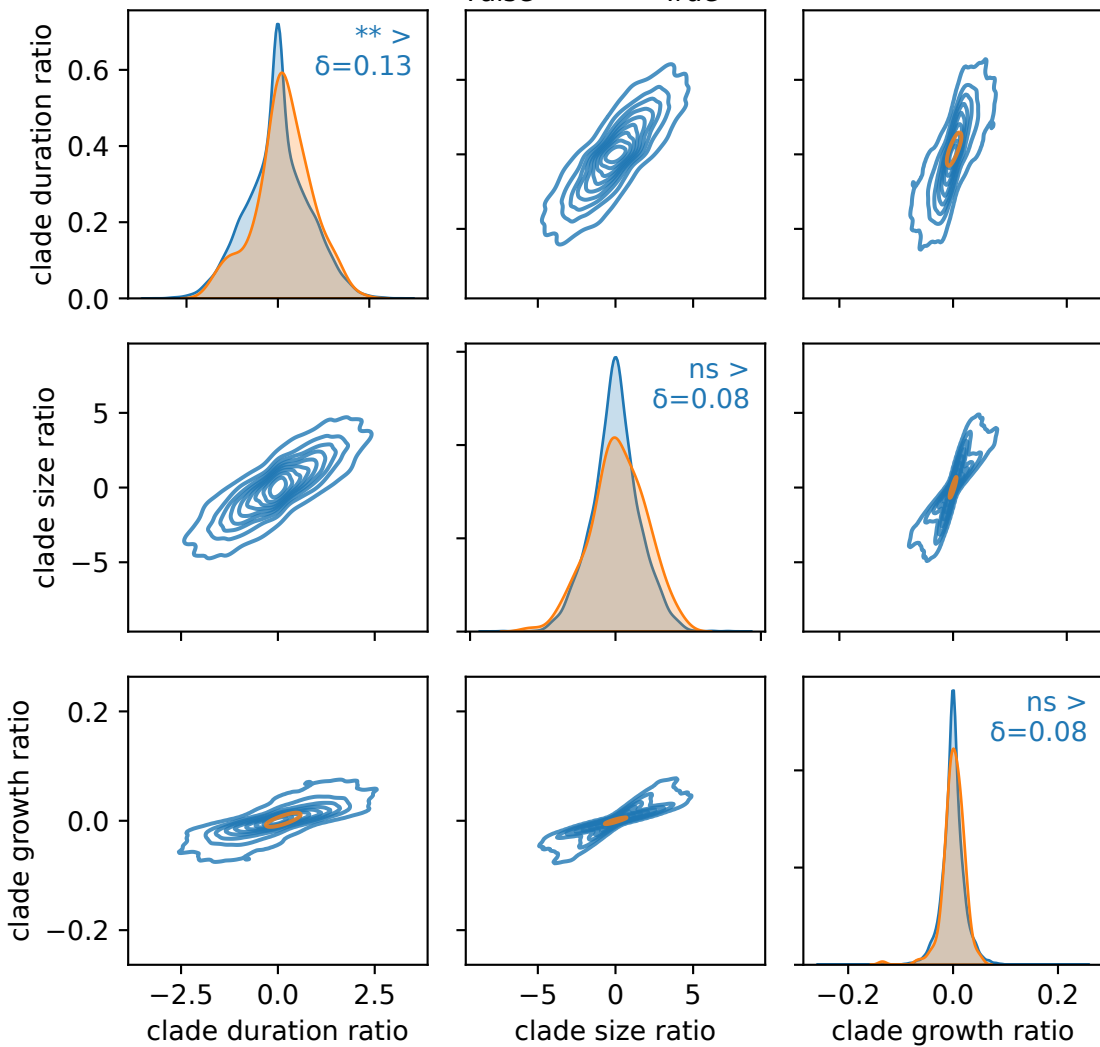 clade duration ratio
0.6
0.4
0.2
0.0
** >
δ=0.13
clade size ratio
5
0
−5
ns >
δ=0.08
clade growth ratio
0.2
0.0
−0.2
ns >
δ=0.08
−2.5 0.0 2.5
−5 0 5
−0.2 0.0 0.2
clade duration ratio
clade size ratio
clade growth ratio